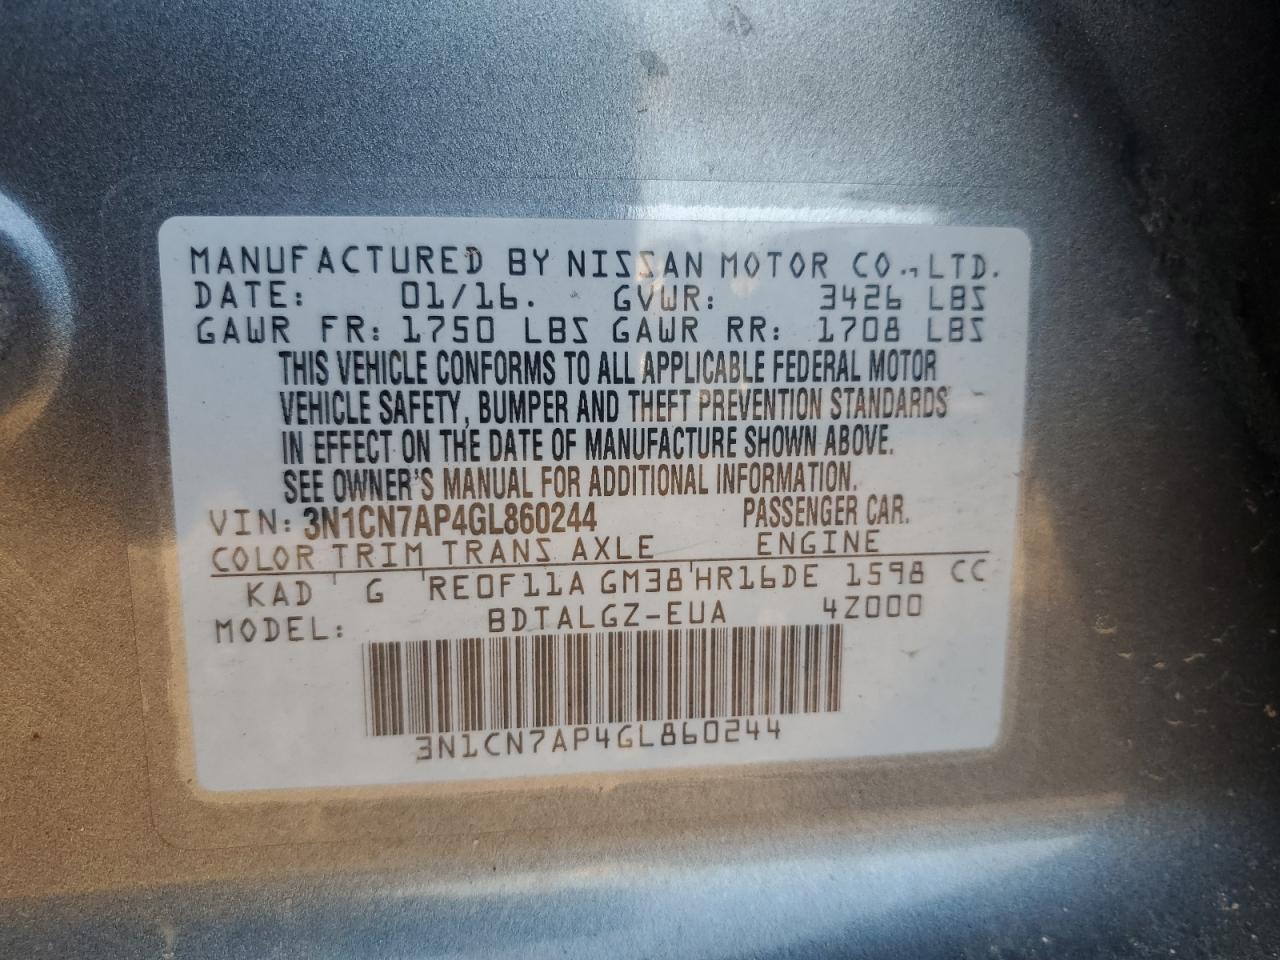 MANUFACTURED BY NISSAN MOTOR CO., LTD.
DATE: 01/16. GVWR: 3426 LBS
GAWR FR: 1750 LBS GAWR RR: 1708 LBS
THIS VEHICLE CONFORMS TO ALL APPLICABLE FEDERAL MOTOR
VEHICLE SAFETY, BUMPER AND THEFT PREVENTION STANDARDS
IN EFFECT ON THE DATE OF MANUFACTURE SHOWN ABOVE.
SEE OWNER'S MANUAL FOR ADDITIONAL INFORMATION.
VIN: 3N1CN7AP4GL860244 PASSENGER CAR.
COLOR TRIM TRANS AXLE ENGINE
KAD G RE0F11A GM38 HR16DE 1598 CC
MODEL: BDTALGZ-EUA 4Z000
3N1CN7AP4GL860244